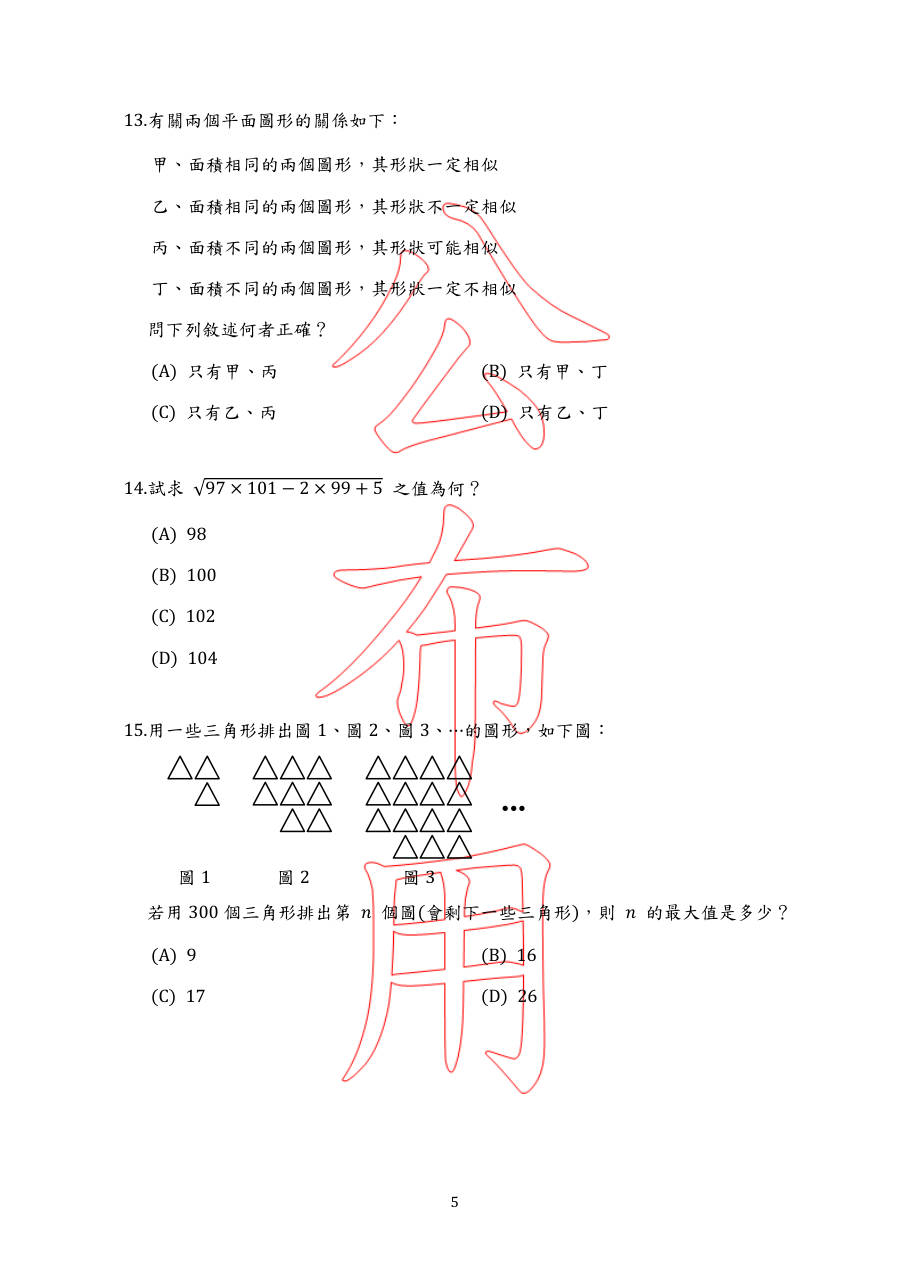 13.有關兩個平面圖形的關係如下：
甲、面積相同的兩個圖形，其形狀一定相似
乙、面積相同的兩個圖形，其形狀不一定相似
丙、面積不同的兩個圖形，其形狀可能相似
丁、面積不同的兩個圖形，其形狀一定不相似
問下列敘述何者正確？
(A) 只有甲、丙 (B) 只有甲、丁
(C) 只有乙、丙 (D) 只有乙、丁
14.試求 √97 × 101 − 2 × 99 + 5 之值為何？
(A) 98
(B) 100
(C) 102
(D) 104
15.用一些三角形排出圖 1、圖 2、圖 3、…的圖形，如下圖：
…
圖 1 圖 2 圖 3
若用 300 個三角形排出第 n 個圖(會剩下一些三角形)，則 n 的最大值是多少？
(A) 9 (B) 16
(C) 17 (D) 26
公布用
5